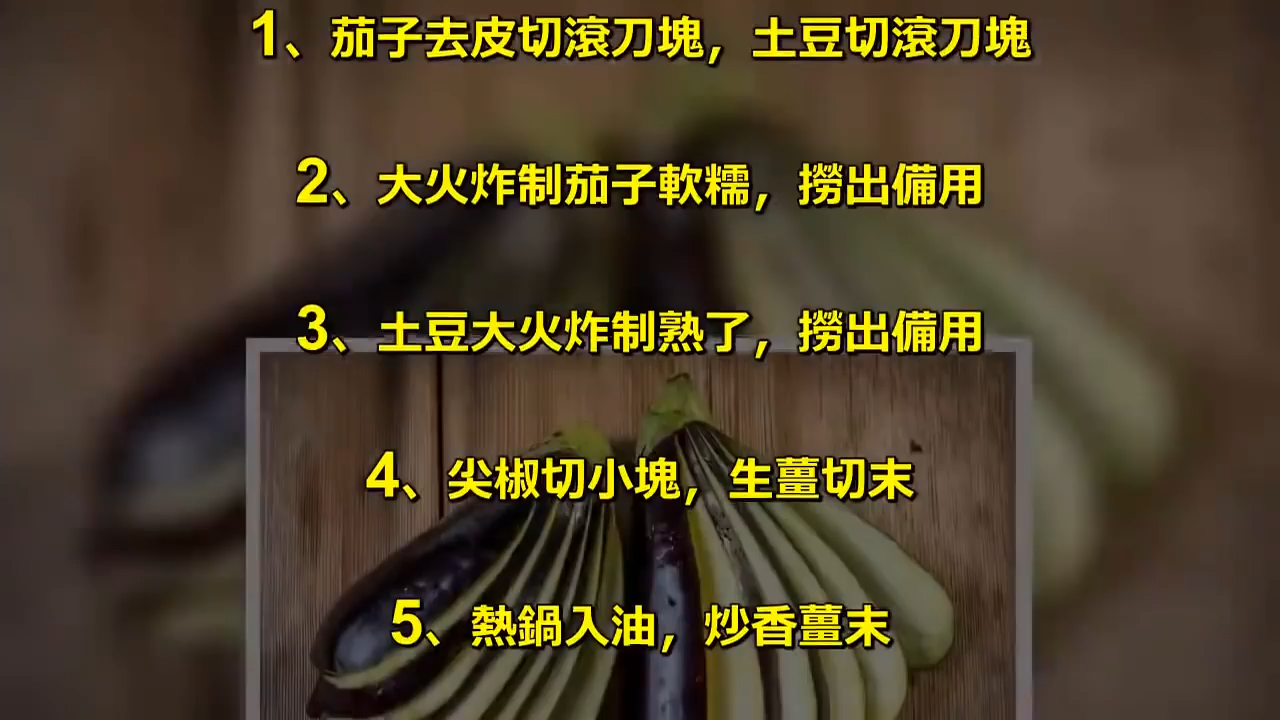 1、茄子去皮切滾刀塊，土豆切滾刀塊
2、大火炸制茄子軟糯，撈出備用
3、土豆大火炸制熟了，撈出備用
4、尖椒切小塊，生薑切末
5、熱鍋入油，炒香薑末